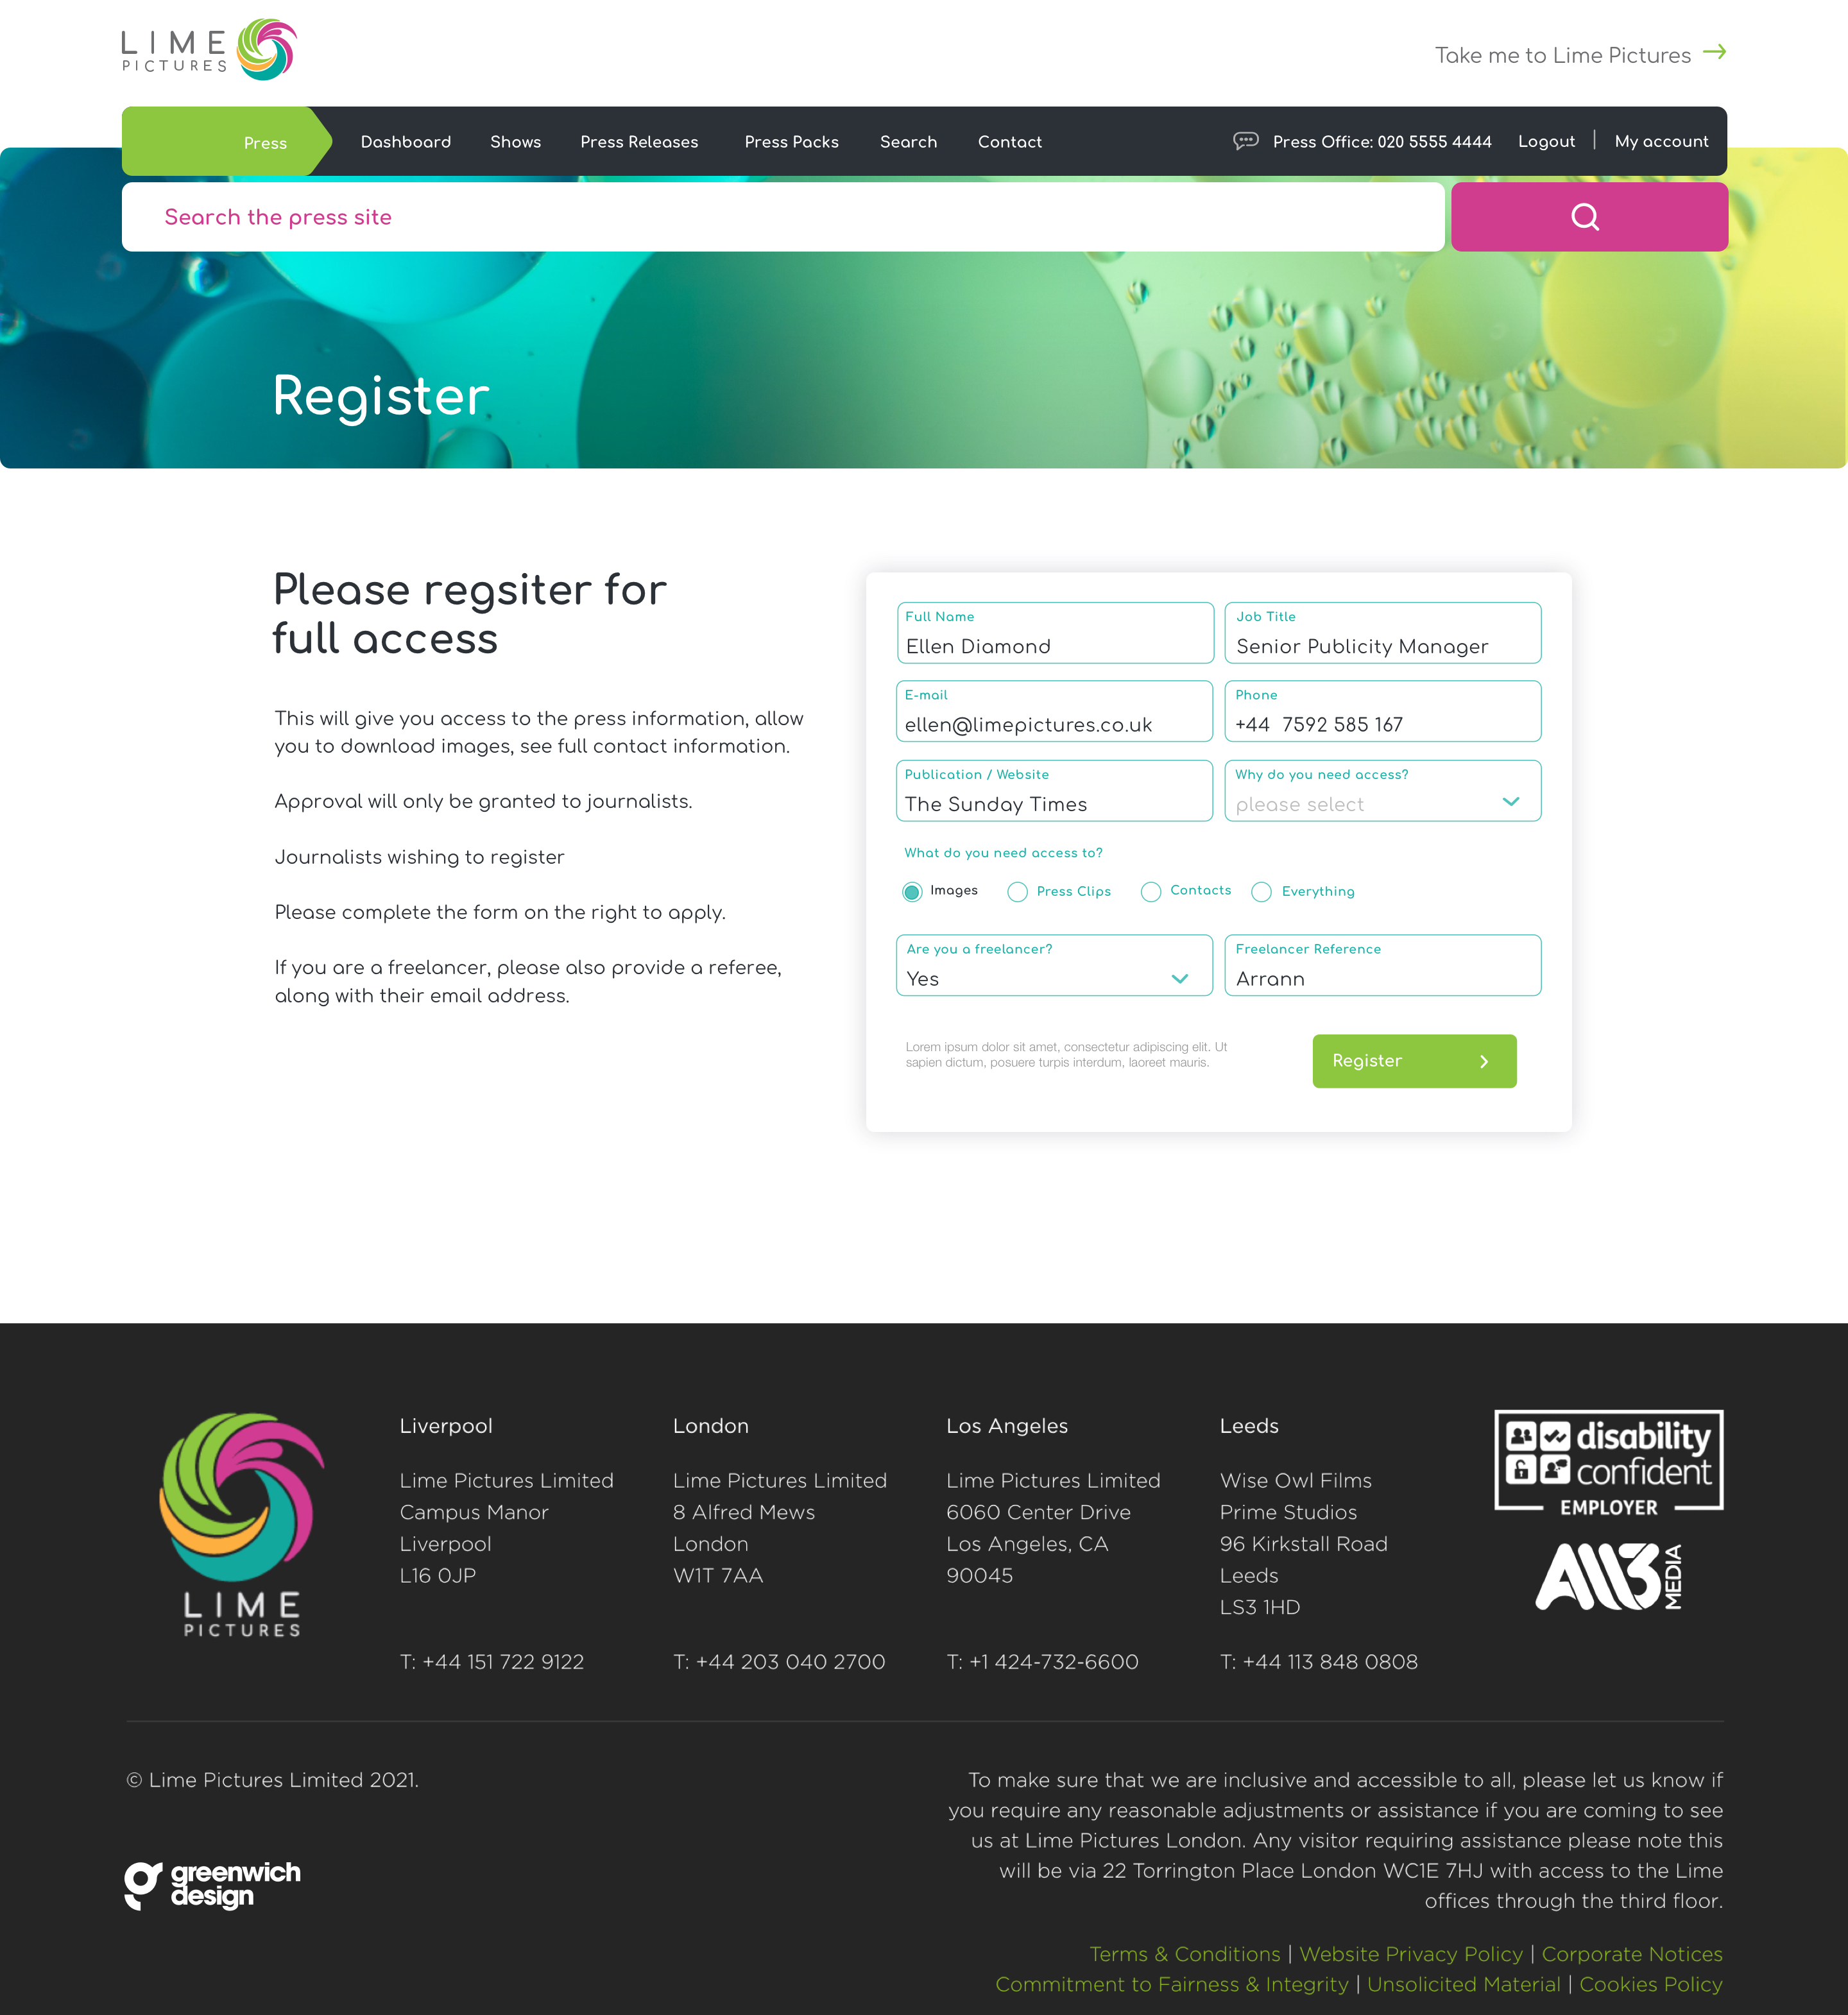 LIME
PICTURES
Take me to Lime Pictures
Press Dashboard Shows Press Releases Press Packs Search Contact Press Office: 020 5555 4444 Logout | My account
Search the press site
Register
Please regsiter for
full access
This will give you access to the press information, allow
you to download images, see full contact information.
Approval will only be granted to journalists.
Journalists wishing to register
Please complete the form on the right to apply.
If you are a freelancer, please also provide a referee,
along with their email address.
Full Name Job Title
Ellen Diamond Senior Publicity Manager
E-mail Phone
ellen@limepictures.co.uk +44 7592 585 167
Publication / Website Why do you need access?
The Sunday Times please select
What do you need access to?
Images Press Clips Contacts Everything
Are you a freelancer? Freelancer Reference
Yes Arrann
Lorem ipsum dolor sit amet, consectetur adipiscing elit. Ut
sapien dictum, posuere turpis interdum, laoreet mauris.
Register
LIME
PICTURES
Liverpool
Lime Pictures Limited
Campus Manor
Liverpool
L16 0JP
T: +44 151 722 9122
London
Lime Pictures Limited
8 Alfred Mews
London
W1T 7AA
T: +44 203 040 2700
Los Angeles
Lime Pictures Limited
6060 Center Drive
Los Angeles, CA
90045
T: +1 424-732-6600
Leeds
Wise Owl Films
Prime Studios
96 Kirkstall Road
Leeds
LS3 1HD
T: +44 113 848 0808
disability
confident
EMPLOYER
All3
MEDIA
© Lime Pictures Limited 2021.
greenwich
design
To make sure that we are inclusive and accessible to all, please let us know if
you require any reasonable adjustments or assistance if you are coming to see
us at Lime Pictures London. Any visitor requiring assistance please note this
will be via 22 Torrington Place London WC1E 7HJ with access to the Lime
offices through the third floor.
Terms & Conditions | Website Privacy Policy | Corporate Notices
Commitment to Fairness & Integrity | Unsolicited Material | Cookies Policy